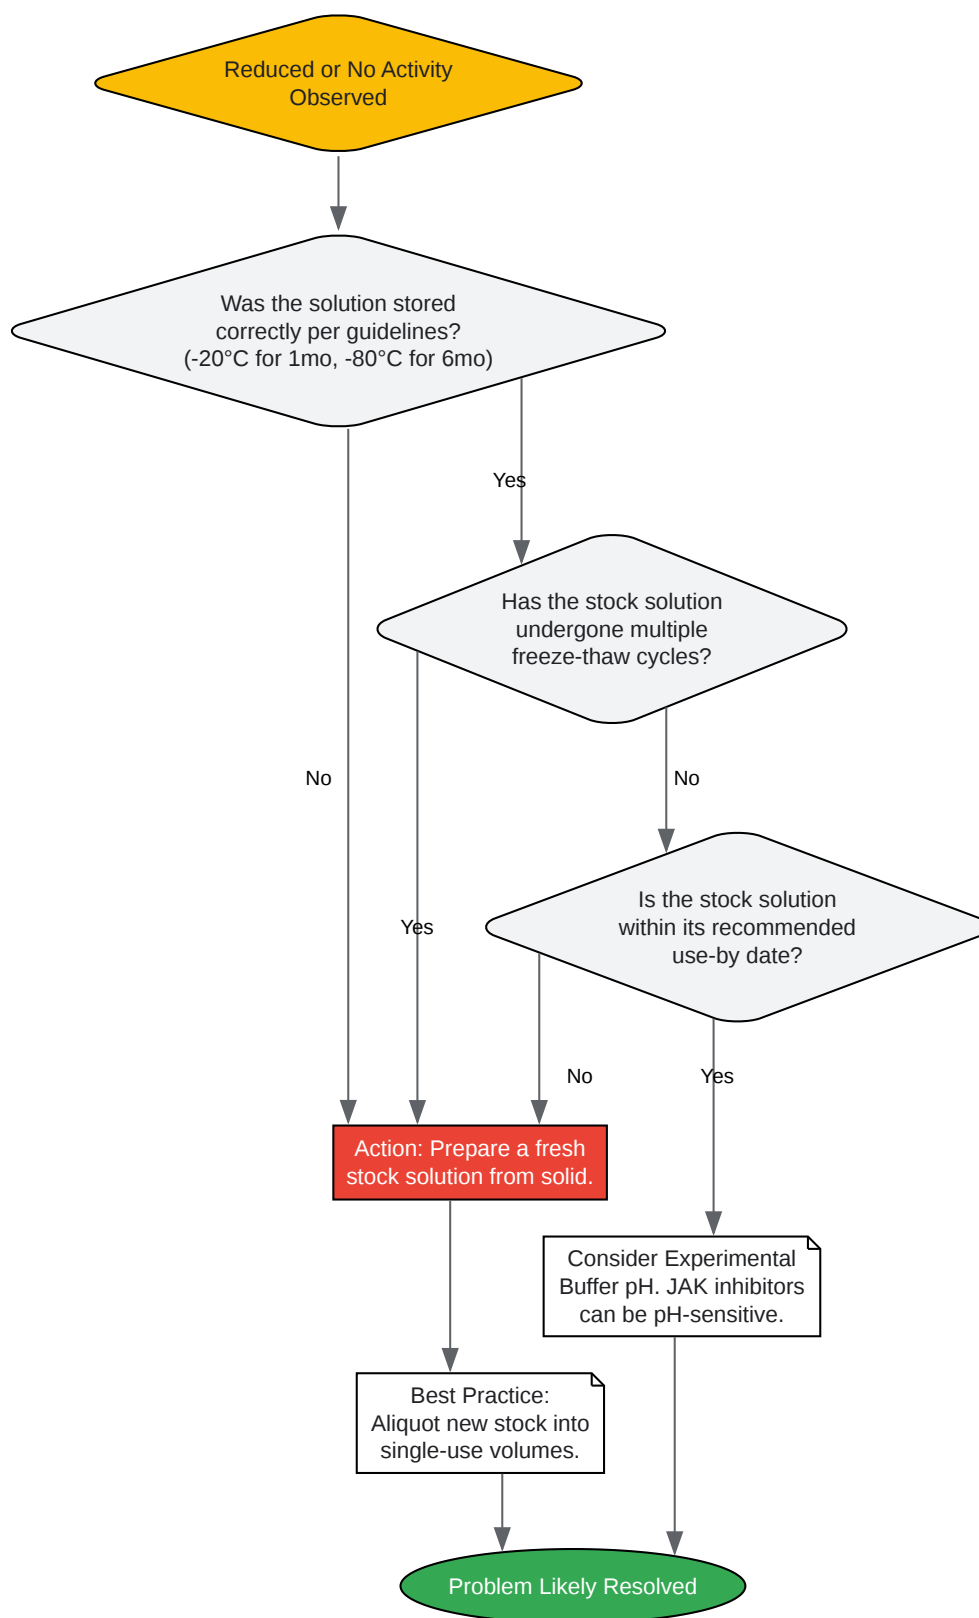 Reduced or No Activity
Observed
Was the solution stored
correctly per guidelines?
(-20°C for 1mo, -80°C for 6mo)
Yes
Has the stock solution
undergone multiple
freeze-thaw cycles?
No
No
Is the stock solution
within its recommended
use-by date?
Yes
No
Yes
Action: Prepare a fresh
stock solution from solid.
Consider Experimental
Buffer pH. JAK inhibitors
can be pH-sensitive.
Best Practice:
Aliquot new stock into
single-use volumes.
Problem Likely Resolved